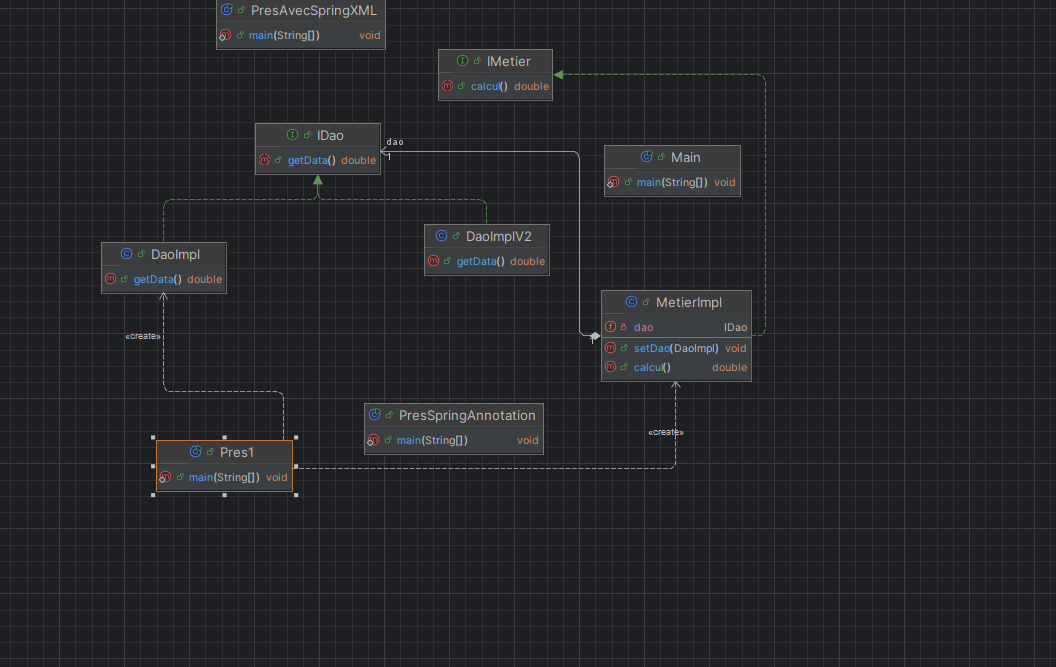 PresAvecSpringXML
main(String[]) void
IMetier
calcul() double
IDao
getData() double
dao
1
Main
main(String[]) void
DaoImplV2
getData() double
DaoImpl
getData() double
MetierImpl
dao IDao
setDao(DaoImpl) void
calcul() double
1
«create»
PresSpringAnnotation
main(String[]) void
«create»
Pres1
main(String[]) void